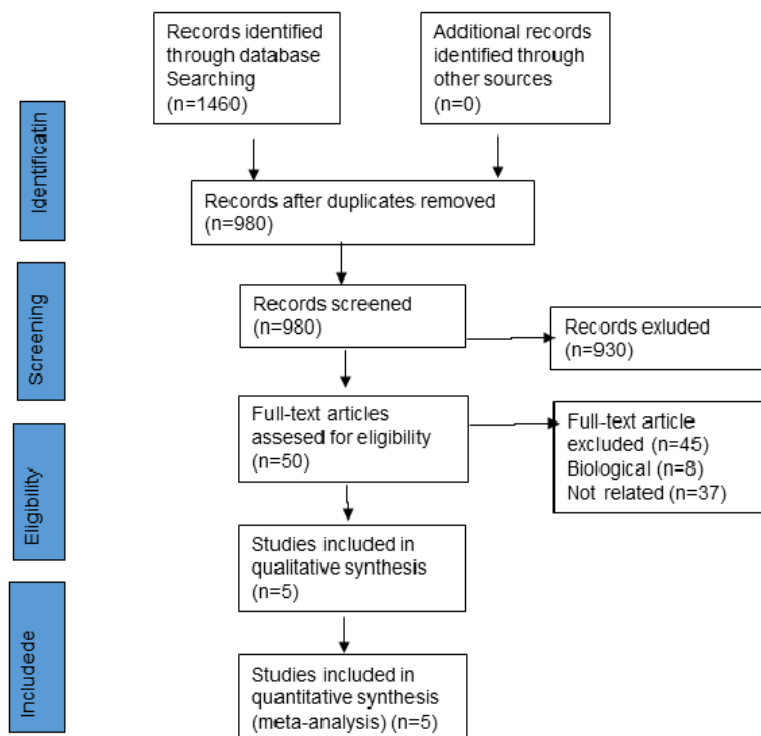 Records identified
through database
Searching
(n=1460)
Additional records
identified through
other sources
(n=0)
Identificatin
Records after duplicates removed
(n=980)
Screening
Records screened
(n=980)
Records exluded
(n=930)
Eligibility
Full-text articles
assesed for eligibility
(n=50)
Full-text article
excluded (n=45)
Biological (n=8)
Not related (n=37)
Studies included in
qualitative synthesis
(n=5)
Includede
Studies included in
quantitative synthesis
(meta-analysis) (n=5)